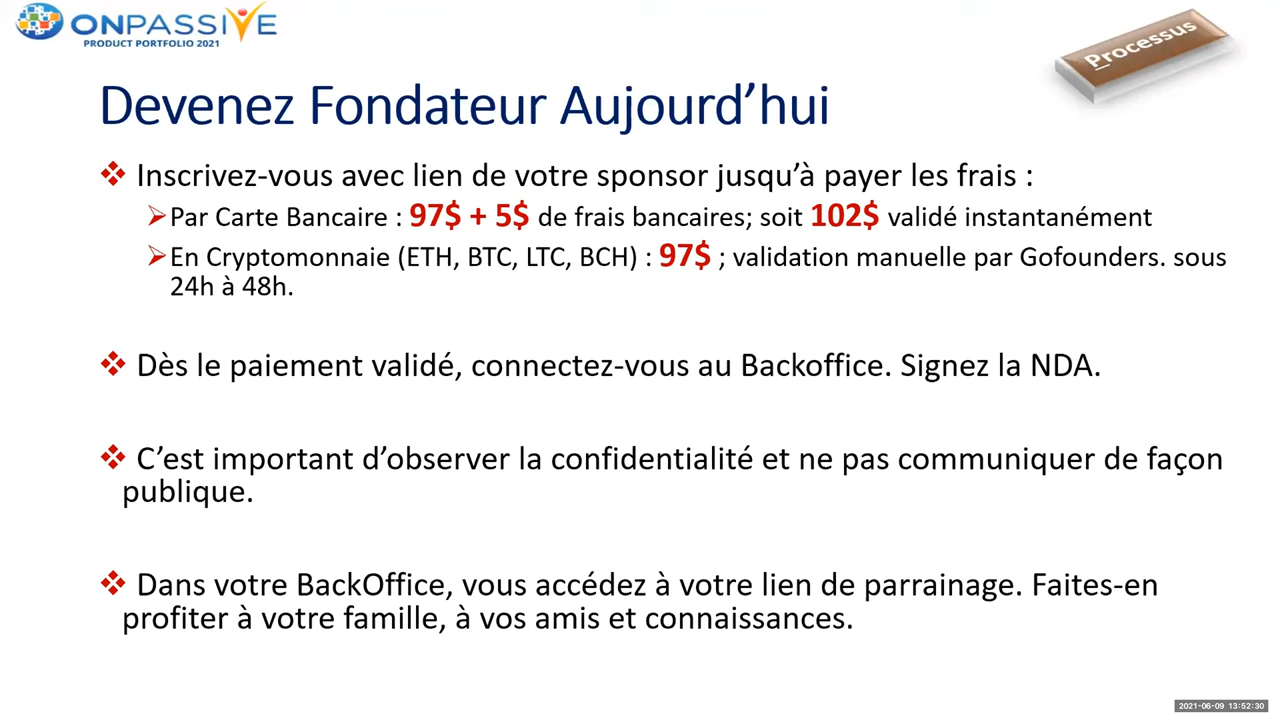 ONPASSIVE
PRODUCT PORTFOLIO 2021
Processus
Devenez Fondateur Aujourd’hui
Inscrivez-vous avec lien de votre sponsor jusqu’à payer les frais :
Par Carte Bancaire : 97$ + 5$ de frais bancaires; soit 102$ validé instantanément
En Cryptomonnaie (ETH, BTC, LTC, BCH) : 97$ ; validation manuelle par Gofounders. sous
24h à 48h.
Dès le paiement validé, connectez-vous au Backoffice. Signez la NDA.
C’est important d’observer la confidentialité et ne pas communiquer de façon
publique.
Dans votre BackOffice, vous accédez à votre lien de parrainage. Faites-en
profiter à votre famille, à vos amis et connaissances.
2021-06-09 13:52:30